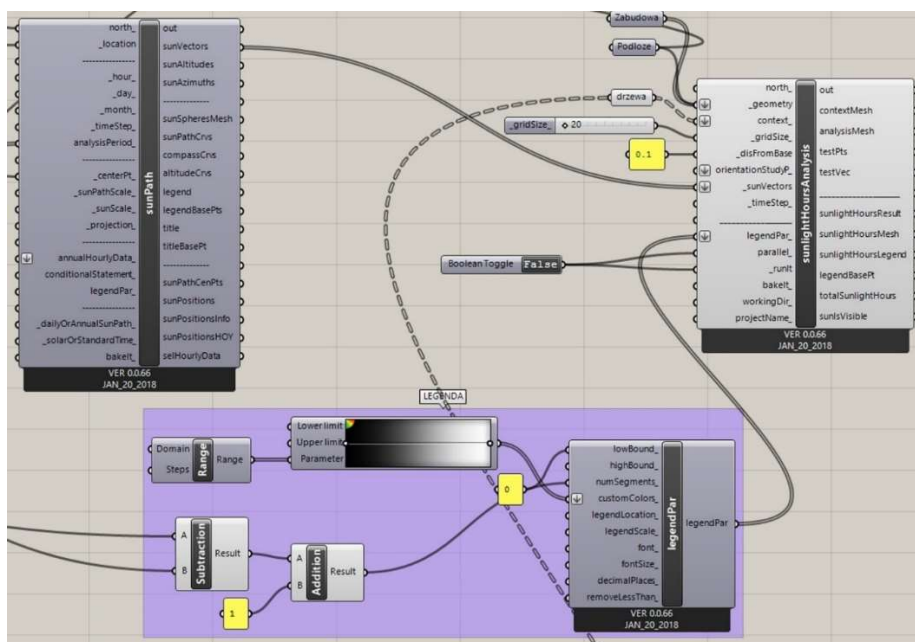 north_
_location
---------------
_hour_
_day_
_month_
_timeStep_
analysisPeriod_
---------------
_centerPt_
_sunPathScale_
_sunScale_
_projection_
---------------
annualHourlyData_
conditionalStatement_
legendPar_
---------------
_dailyOrAnnualSunPath_
_solarOrStandardTime_
bakeIt_
sunPath
out
sunVectors
sunAltitudes
sunAzimuths
---------------
sunSpheresMesh
sunPathCrvs
compassCrvs
altitudeCrvs
legend
legendBasePts
title
titleBasePt
---------------
sunPathCenPts
sunPositions
sunPositionsInfo
sunPositionsHOY
selHourlyData
VER 0.0.66
JAN_20_2018
Zabudowa
Podloze
drzewa
_gridSize_
20
0.1
BooleanToggle
False
north_
_geometry
context_
_gridSize_
_disFromBase
orientationStudyP_
_sunVectors
_timeStep_
---------------
legendPar_
parallel_
_runIt
bakeIt_
workingDir_
projectName_
sunlightHoursAnalysis
out
contextMesh
analysisMesh
testPts
testVec
---------------
sunlightHoursResult
sunlightHoursMesh
sunlightHoursLegend
legendBasePt
totalSunlightHours
sunIsVisible
VER 0.0.66
JAN_20_2018
LEGENDA
Domain
Steps
Range
Range
Lower limit
Upper limit
Parameter
0
A
B
Subtraction
Result
A
B
Addition
Result
1
lowBound_
highBound_
numSegments_
customColors_
legendLocation_
legendScale_
font_
fontSize_
decimalPlaces_
removeLessThan_
legendPar
legendPar
VER 0.0.66
JAN_20_2018